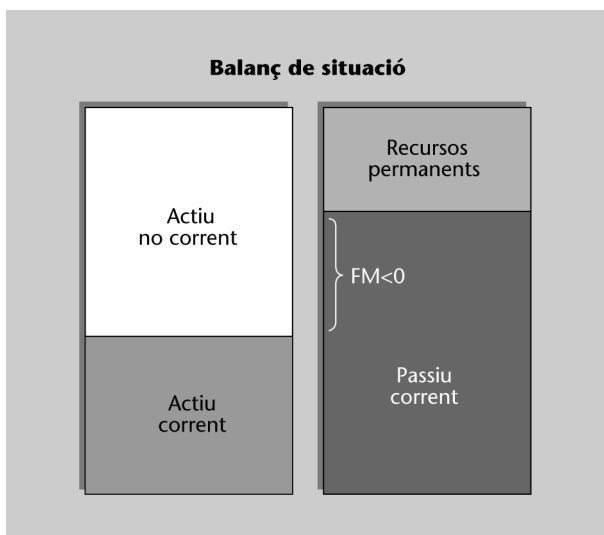 Balanç de situació
Actiu
no corrent
Actiu
corrent
Recursos
permanents
FM<0
Passiu
corrent